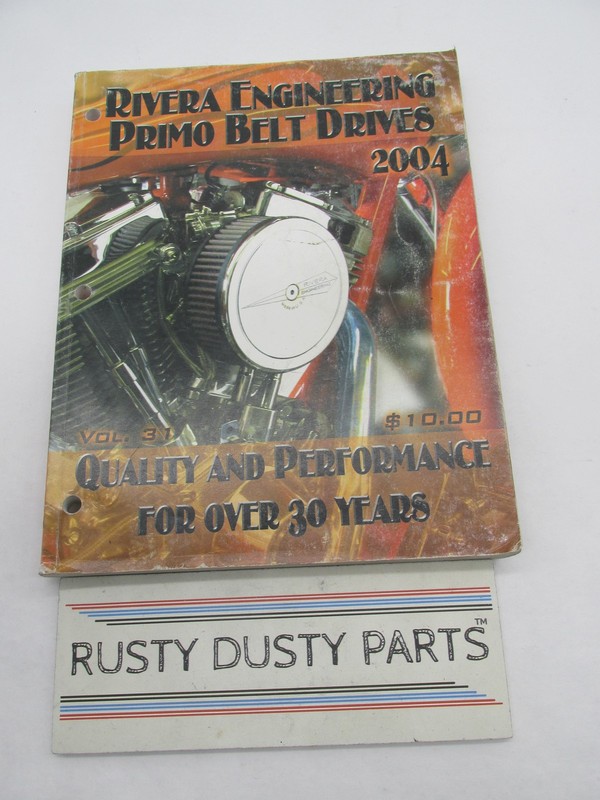 RIVERA ENGINEERING
PRIMO BELT DRIVES
2004
VOL. 31
$10.00
QUALITY AND PERFORMANCE
FOR OVER 30 YEARS
RUSTY DUSTY PARTS™